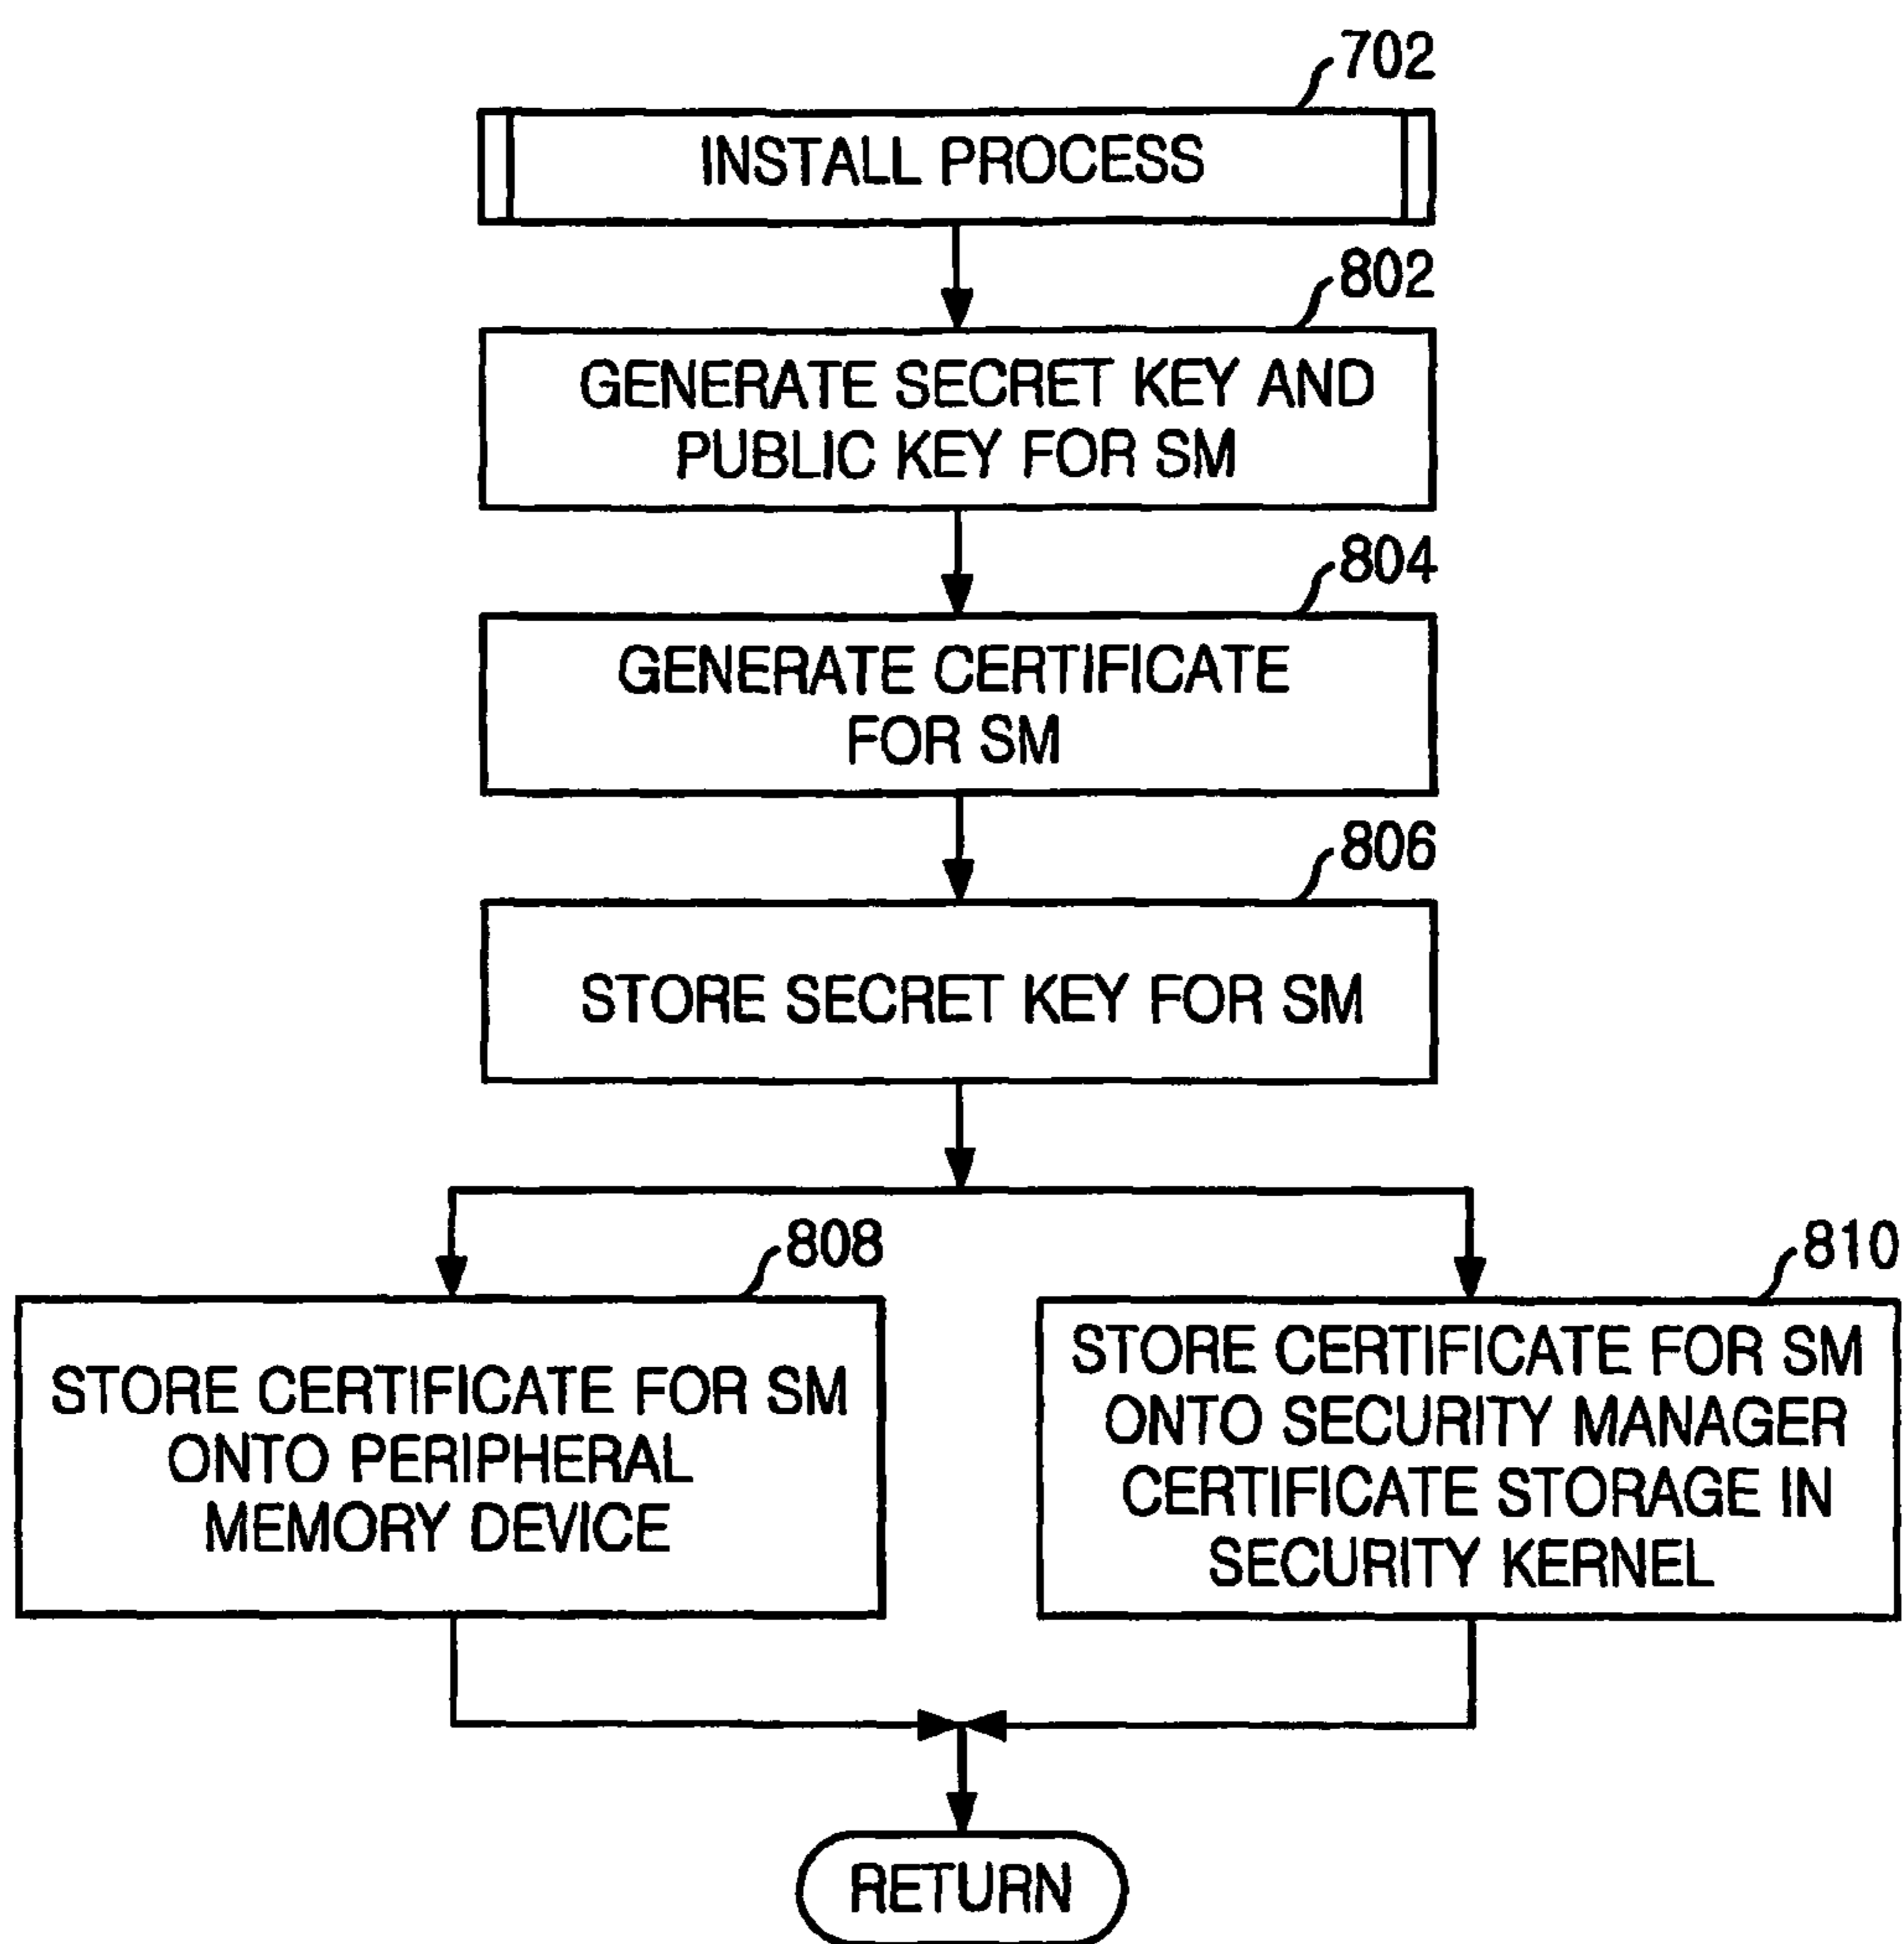 702
INSTALL PROCESS
802
GENERATE SECRET KEY AND
PUBLIC KEY FOR SM
804
GENERATE CERTIFICATE
FOR SM
806
STORE SECRET KEY FOR SM
808
STORE CERTIFICATE FOR SM
ONTO PERIPHERAL
MEMORY DEVICE
810
STORE CERTIFICATE FOR SM
ONTO SECURITY MANAGER
CERTIFICATE STORAGE IN
SECURITY KERNEL
RETURN